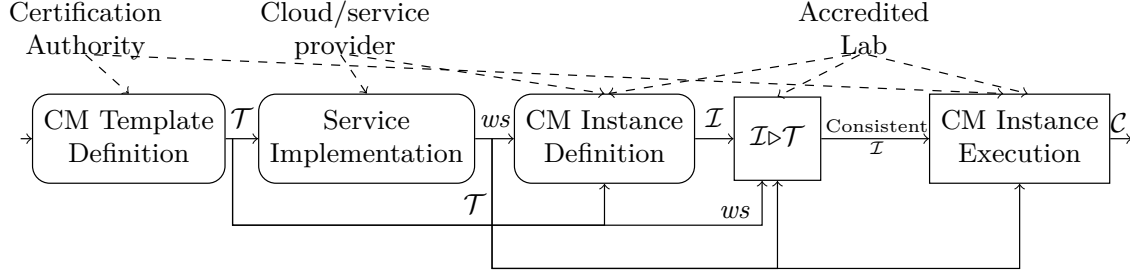 Certification
Authority
Cloud/service
provider
Accredited
Lab
CM Template
Definition
𝒯
Service
Implementation
ws
CM Instance
Definition
ℐ
ℐ▷𝒯
Consistent
ℐ
CM Instance
Execution
𝒞
𝒯
ws